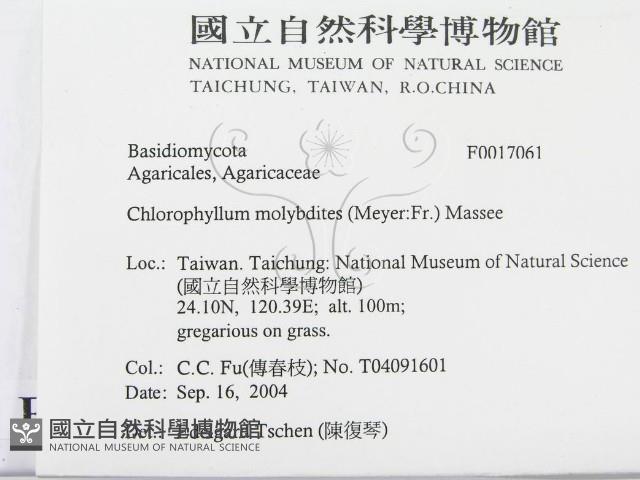 國立自然科學博物館
NATIONAL MUSEUM OF NATURAL SCIENCE
TAICHUNG, TAIWAN, R.O.CHINA
Basidiomycota F0017061
Agaricales, Agaricaceae
Chlorophyllum molybdites (Meyer:Fr.) Massee
Loc.: Taiwan. Taichung: National Museum of Natural Science
(國立自然科學博物館)
24.10N, 120.39E; alt. 100m;
gregarious on grass.
Col.: C.C. Fu(傳春枝); No. T04091601
Date: Sep. 16, 2004
Tschen (陳復琴)
國立自然科學博物館
NATIONAL MUSEUM OF NATURAL SCIENCE